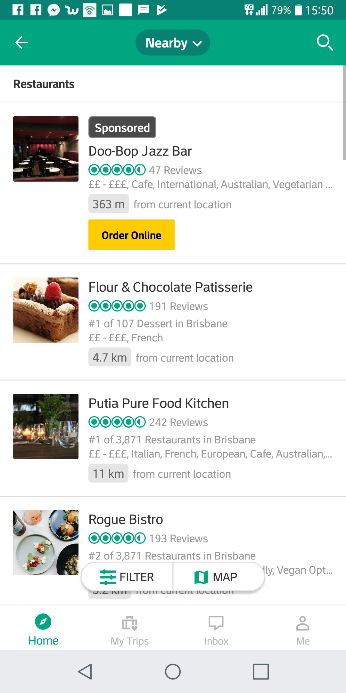 79% 15:50
Nearby
Restaurants
Sponsored
Doo-Bop Jazz Bar
47 Reviews
££ - £££, Cafe, International, Australian, Vegetarian ...
363 m from current location
Order Online
Flour & Chocolate Patisserie
191 Reviews
#1 of 107 Dessert in Brisbane
££ - £££, French
4.7 km from current location
Putia Pure Food Kitchen
242 Reviews
#1 of 3,871 Restaurants in Brisbane
££ - £££, Italian, French, European, Cafe, Australian,...
11 km from current location
Rogue Bistro
193 Reviews
#2 of 3,871 Restaurants in Brisbane
Vegan Opt...
FILTER MAP
from current location
Home My Trips Inbox Me